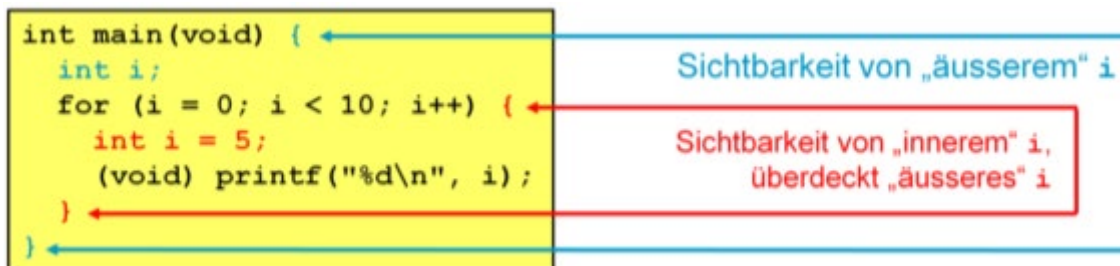 int main(void) {
int i;
Sichtbarkeit von „äusserem“ i
for (i = 0; i < 10; i++) {
int i = 5;
Sichtbarkeit von „innerem“ i,
(void) printf("%d\n", i);
überdeckt „äusseres“ i
}
}